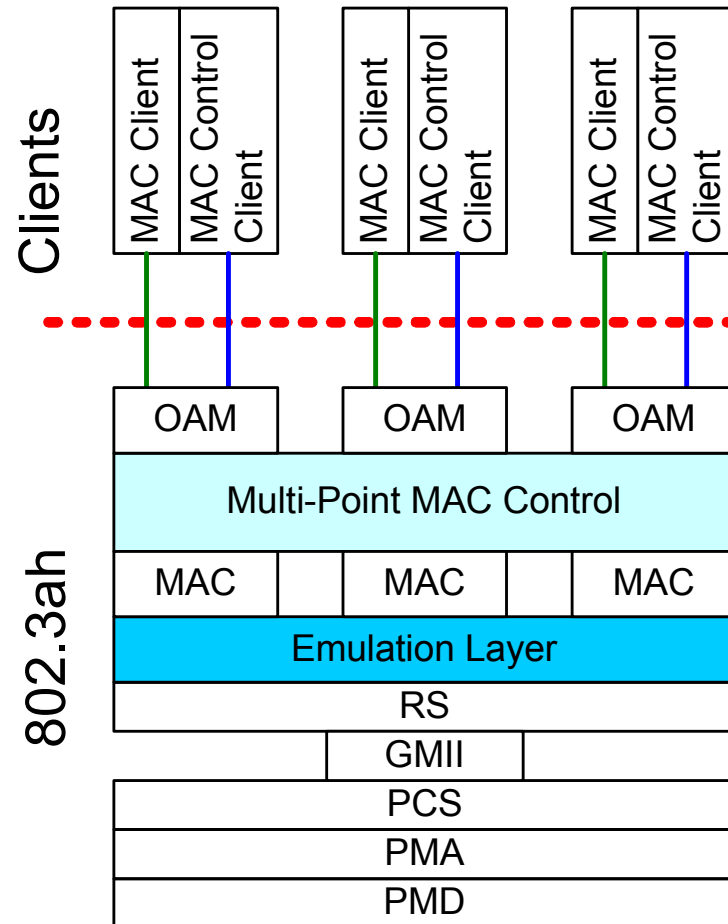 Clients
MAC Client
MAC Control
Client
MAC Client
MAC Control
Client
MAC Client
MAC Control
Client
OAM
OAM
OAM
Multi-Point MAC Control
802.3ah
MAC
MAC
MAC
Emulation Layer
RS
GMII
PCS
PMA
PMD